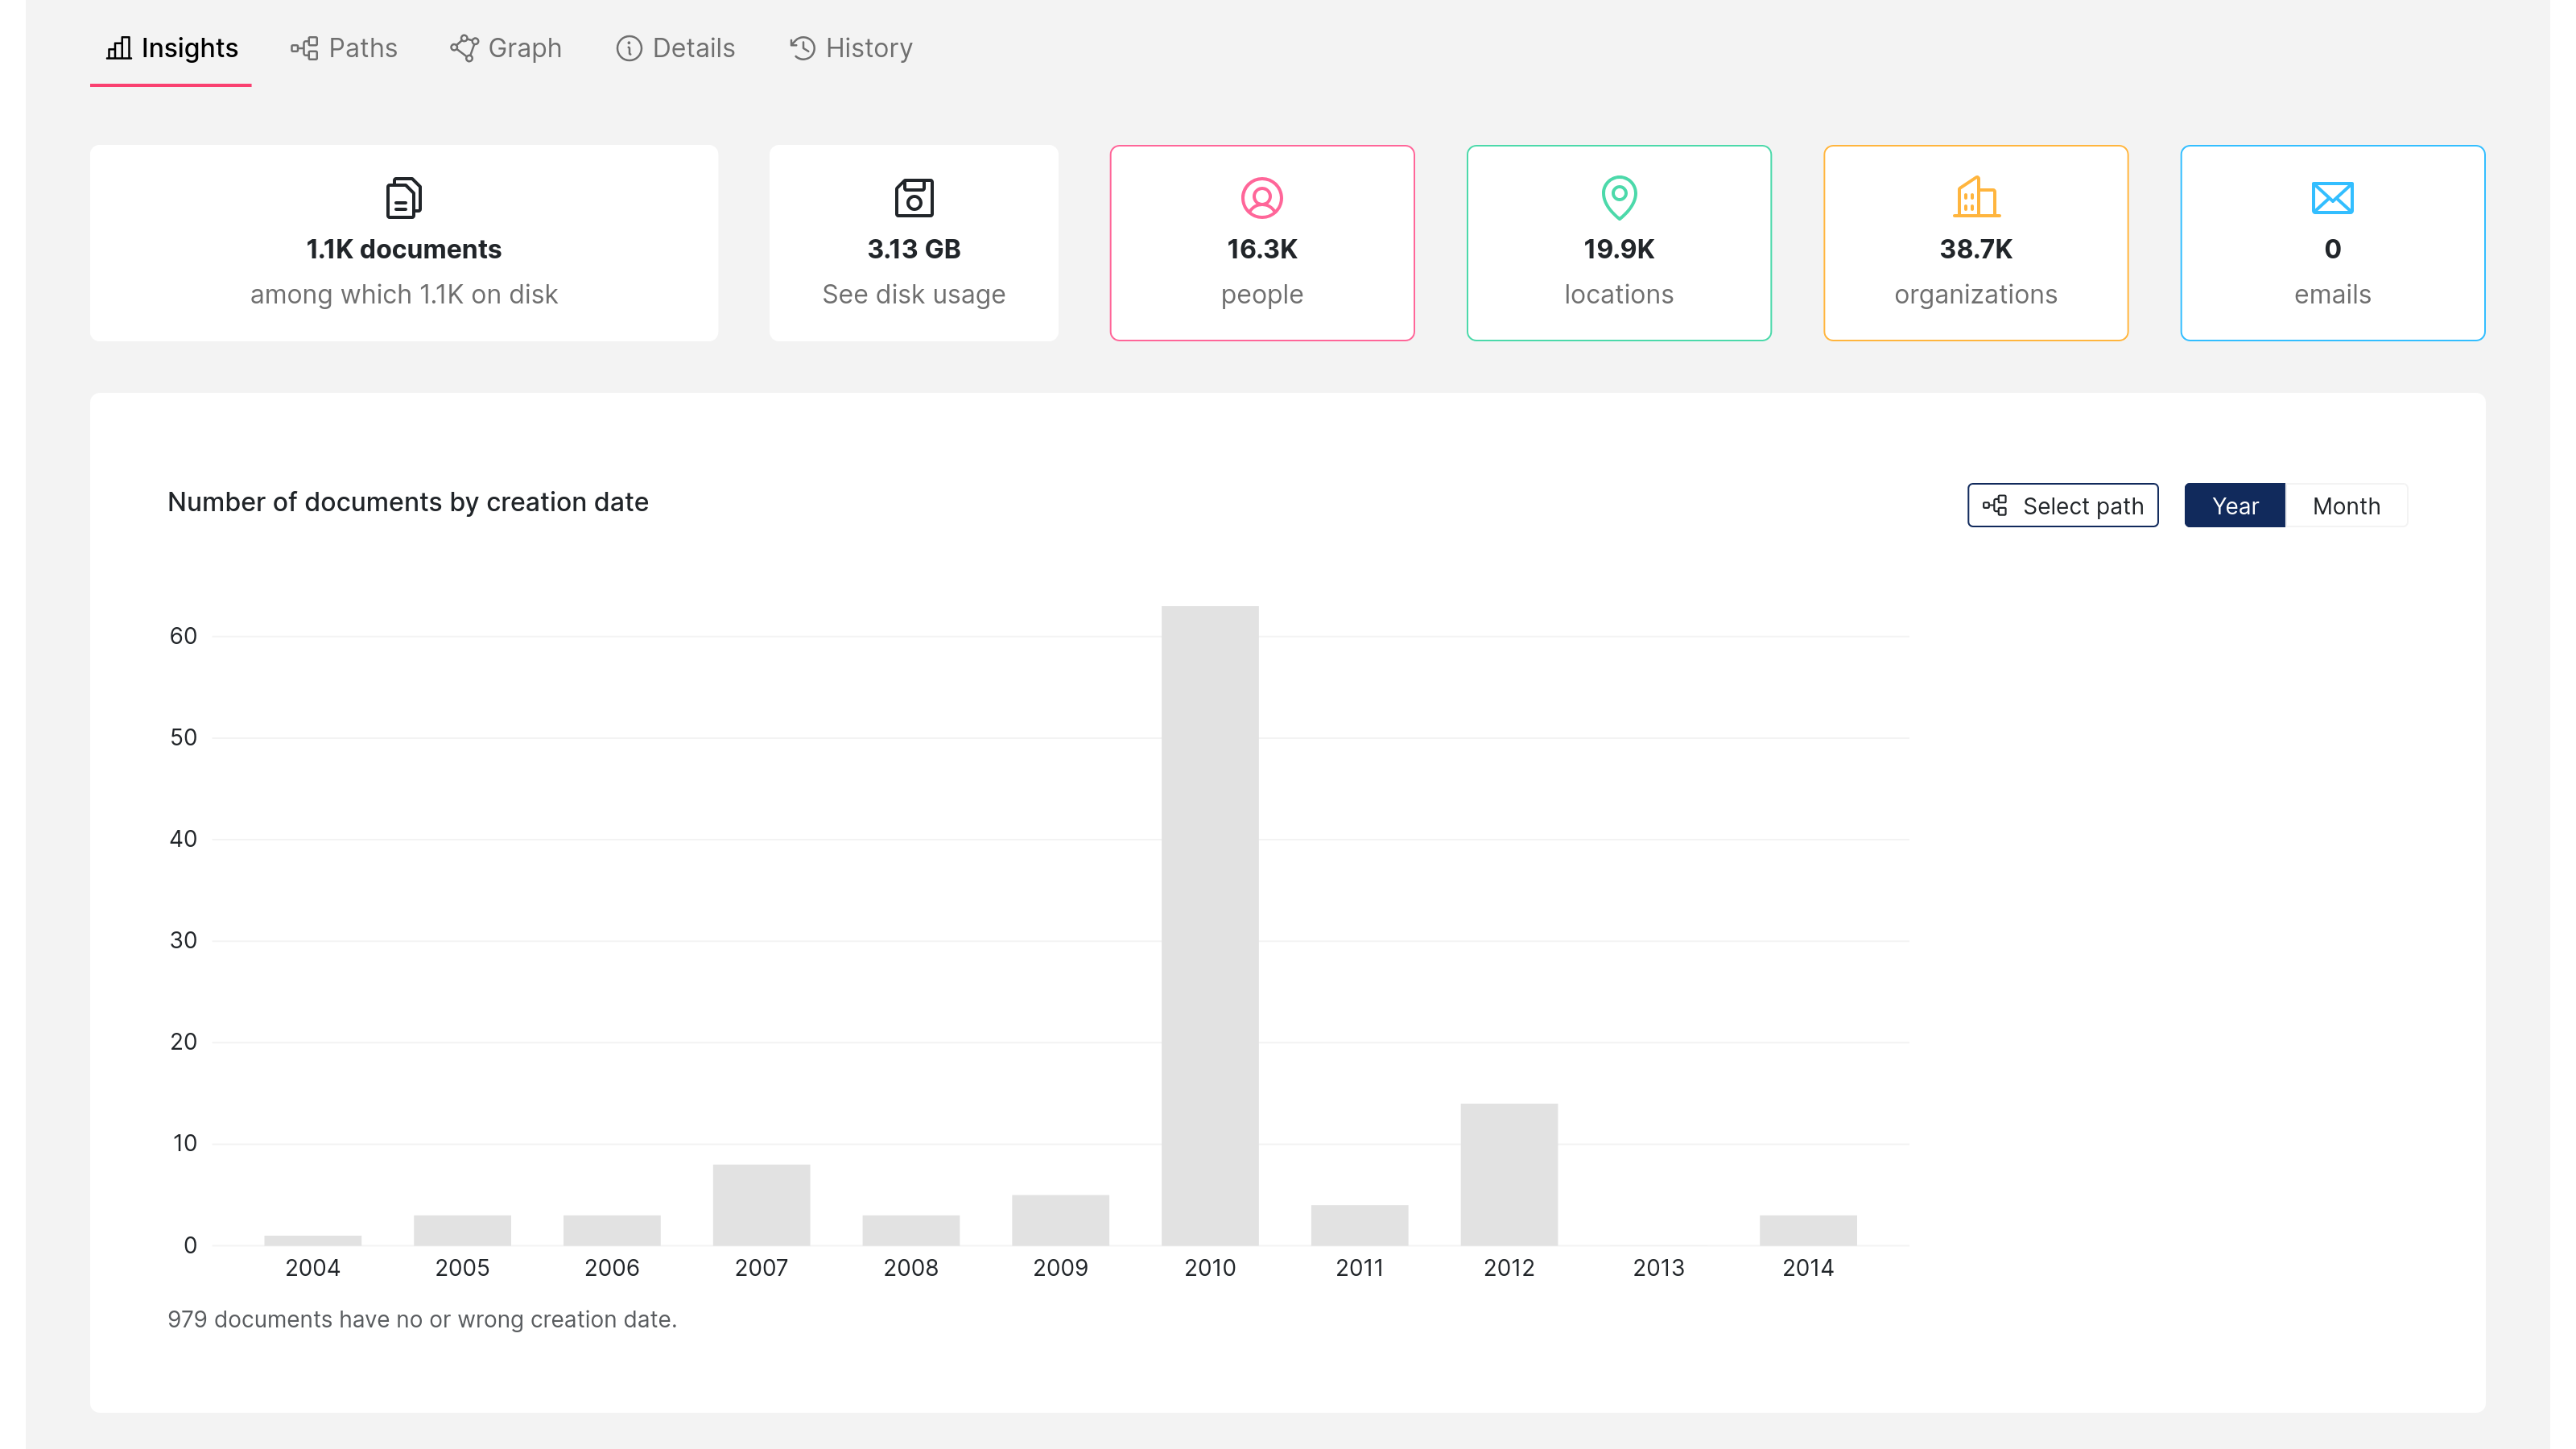 Insights Paths Graph Details History
1.1K documents
among which 1.1K on disk
3.13 GB
See disk usage
16.3K
people
19.9K
locations
38.7K
organizations
0
emails
Number of documents by creation date
Select path
Year Month
60
50
40
30
20
10
0
2004 2005 2006 2007 2008 2009 2010 2011 2012 2013 2014
979 documents have no or wrong creation date.